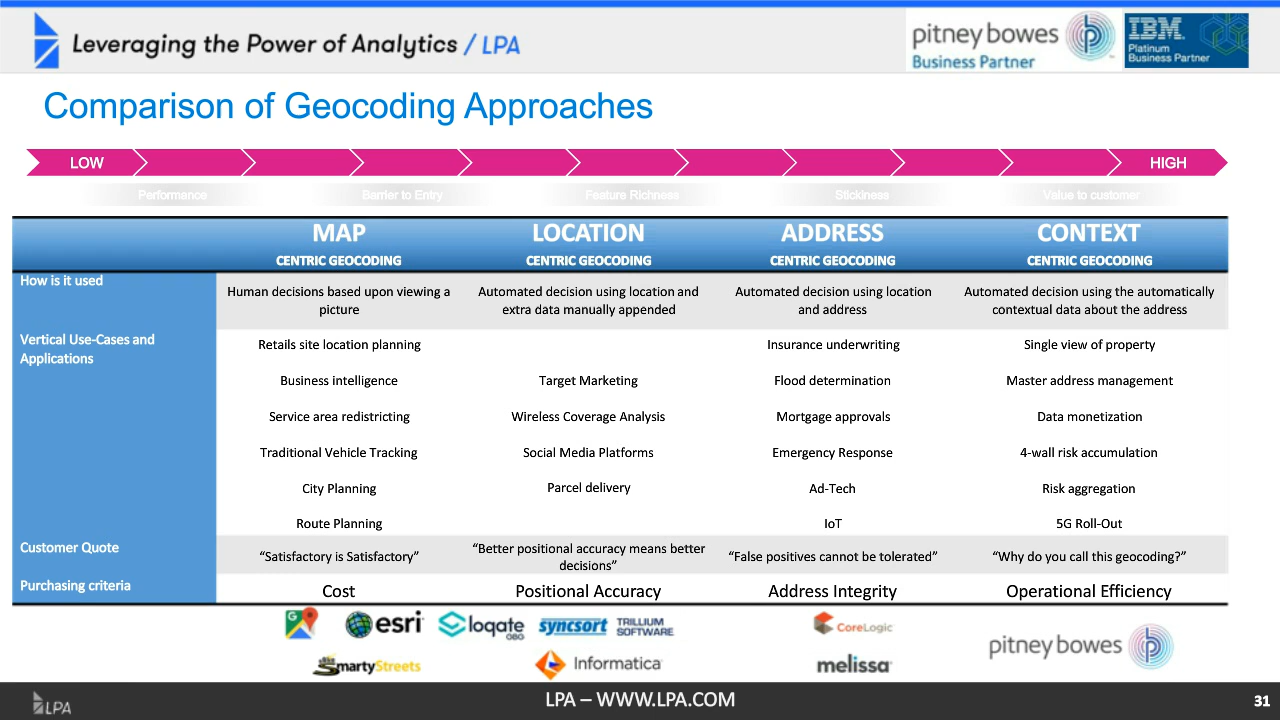 Leveraging the Power of Analytics / LPA
pitney bowes
Business Partner
IBM
Platinum
Business Partner
Comparison of Geocoding Approaches
LOW
HIGH
Performance
Barrier to Entry
Feature Richness
Stickiness
Value to customer
MAP
LOCATION
ADDRESS
CONTEXT
CENTRIC GEOCODING
CENTRIC GEOCODING
CENTRIC GEOCODING
CENTRIC GEOCODING
How is it used
Human decisions based upon viewing a
picture
Automated decision using location and
extra data manually appended
Automated decision using location
and address
Automated decision using the automatically
contextual data about the address
Vertical Use-Cases and
Applications
Retails site location planning
Insurance underwriting
Single view of property
Business intelligence
Target Marketing
Flood determination
Master address management
Service area redistricting
Wireless Coverage Analysis
Mortgage approvals
Data monetization
Traditional Vehicle Tracking
Social Media Platforms
Emergency Response
4-wall risk accumulation
City Planning
Parcel delivery
Ad-Tech
Risk aggregation
Route Planning
IoT
5G Roll-Out
Customer Quote
“Satisfactory is Satisfactory”
“Better positional accuracy means better
decisions”
“False positives cannot be tolerated”
“Why do you call this geocoding?”
Purchasing criteria
Cost
Positional Accuracy
Address Integrity
Operational Efficiency
G
esri
loqate
GBG
syncsort
TRILLIUM
SOFTWARE
CoreLogic
pitney bowes
SmartyStreets
Informatica
melissa
LPA
LPA – WWW.LPA.COM
31